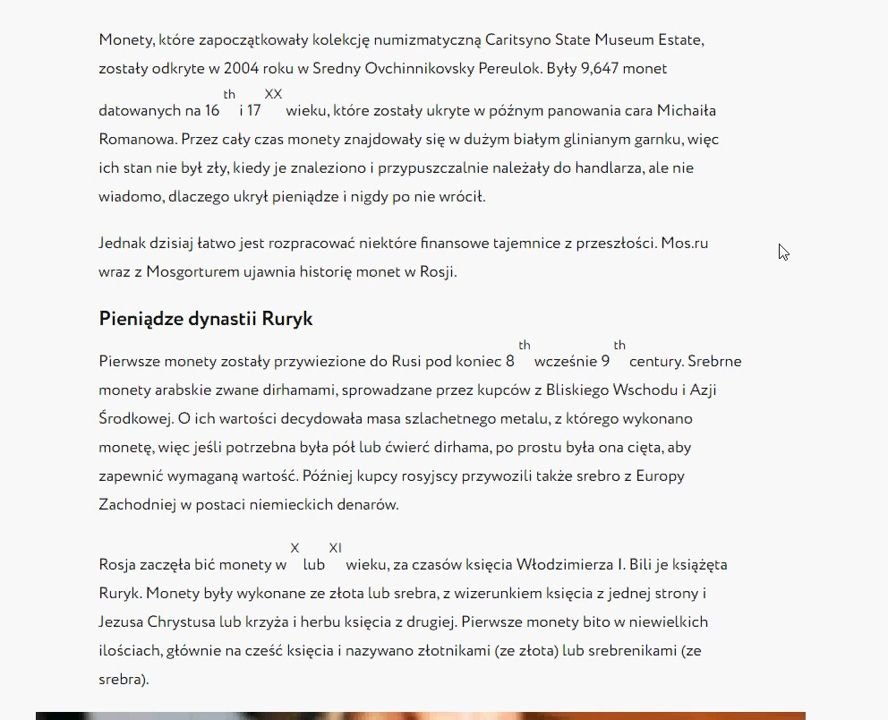 Monety, które zapoczątkowały kolekcję numizmatyczną Caritsyno State Museum Estate,
zostały odkryte w 2004 roku w Sredny Ovchinnikovsky Pereulok. Były 9,647 monet
datowanych na 16 th i 17 XX wieku, które zostały ukryte w późnym panowania cara Michaiła
Romanowa. Przez cały czas monety znajdowały się w dużym białym glinianym garnku, więc
ich stan nie był zły, kiedy je znaleziono i przypuszczalnie należały do handlarza, ale nie
wiadomo, dlaczego ukrył pieniądze i nigdy po nie wrócił.
Jednak dzisiaj łatwo jest rozpracować niektóre finansowe tajemnice z przeszłości. Mos.ru
wraz z Mosgorturem ujawnia historię monet w Rosji.
Pieniądze dynastii Ruryk
Pierwsze monety zostały przywiezione do Rusi pod koniec 8 th wcześnie 9 th century. Srebrne
monety arabskie zwane dirhamami, sprowadzane przez kupców z Bliskiego Wschodu i Azji
Środkowej. O ich wartości decydowała masa szlachetnego metalu, z którego wykonano
monetę, więc jeśli potrzebna była pół lub ćwierć dirhama, po prostu była ona cięta, aby
zapewnić wymaganą wartość. Później kupcy rosyjscy przywozili także srebro z Europy
Zachodniej w postaci niemieckich denarów.
Rosja zaczęła bić monety w X lub XI wieku, za czasów księcia Włodzimierza I. Bili je książęta
Ruryk. Monety były wykonane ze złota lub srebra, z wizerunkiem księcia z jednej strony i
Jezusa Chrystusa lub krzyża i herbu księcia z drugiej. Pierwsze monety bito w niewielkich
ilościach, głównie na cześć księcia i nazywano złotnikami (ze złota) lub srebrenikami (ze
srebra).